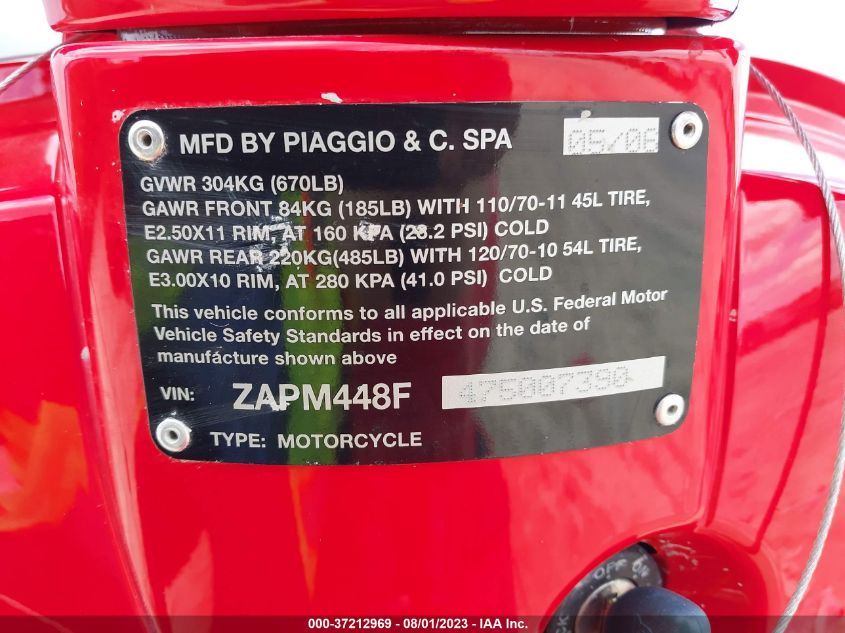 MFD BY PIAGGIO & C. SPA 05/06
GVWR 304KG (670LB)
GAWR FRONT 84KG (185LB) WITH 110/70-11 45L TIRE,
E2.50X11 RIM, AT 160 KPA (23.2 PSI) COLD
GAWR REAR 220KG(485LB) WITH 120/70-10 54L TIRE,
E3.00X10 RIM, AT 280 KPA (41.0 PSI) COLD
This vehicle conforms to all applicable U.S. Federal Motor
Vehicle Safety Standards in effect on the date of
manufacture shown above
VIN: ZAPM448F 475007390
TYPE: MOTORCYCLE
OPR
000-37212969 - 08/01/2023 - IAA Inc.